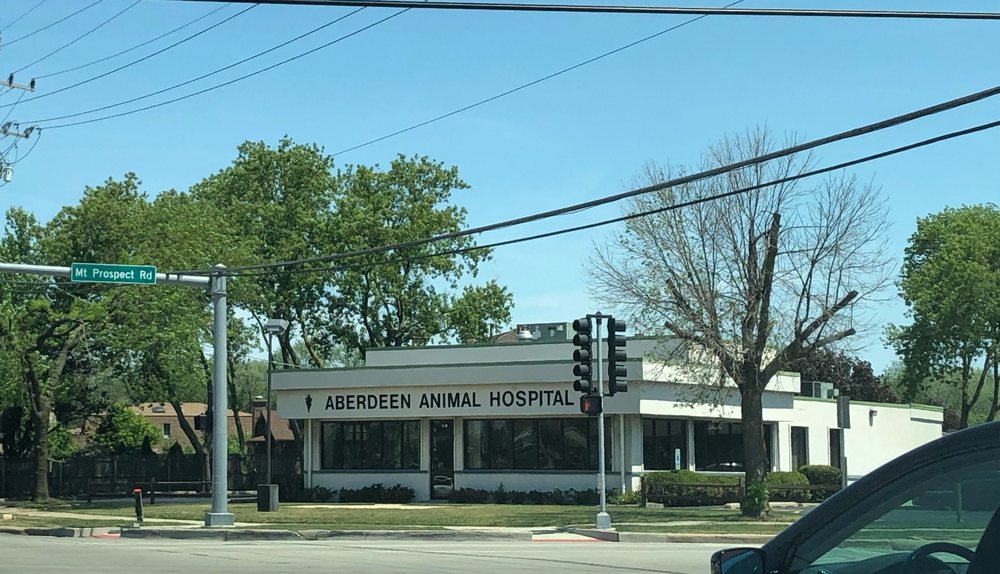 Mt Prospect Rd
ABERDEEN ANIMAL HOSPITAL